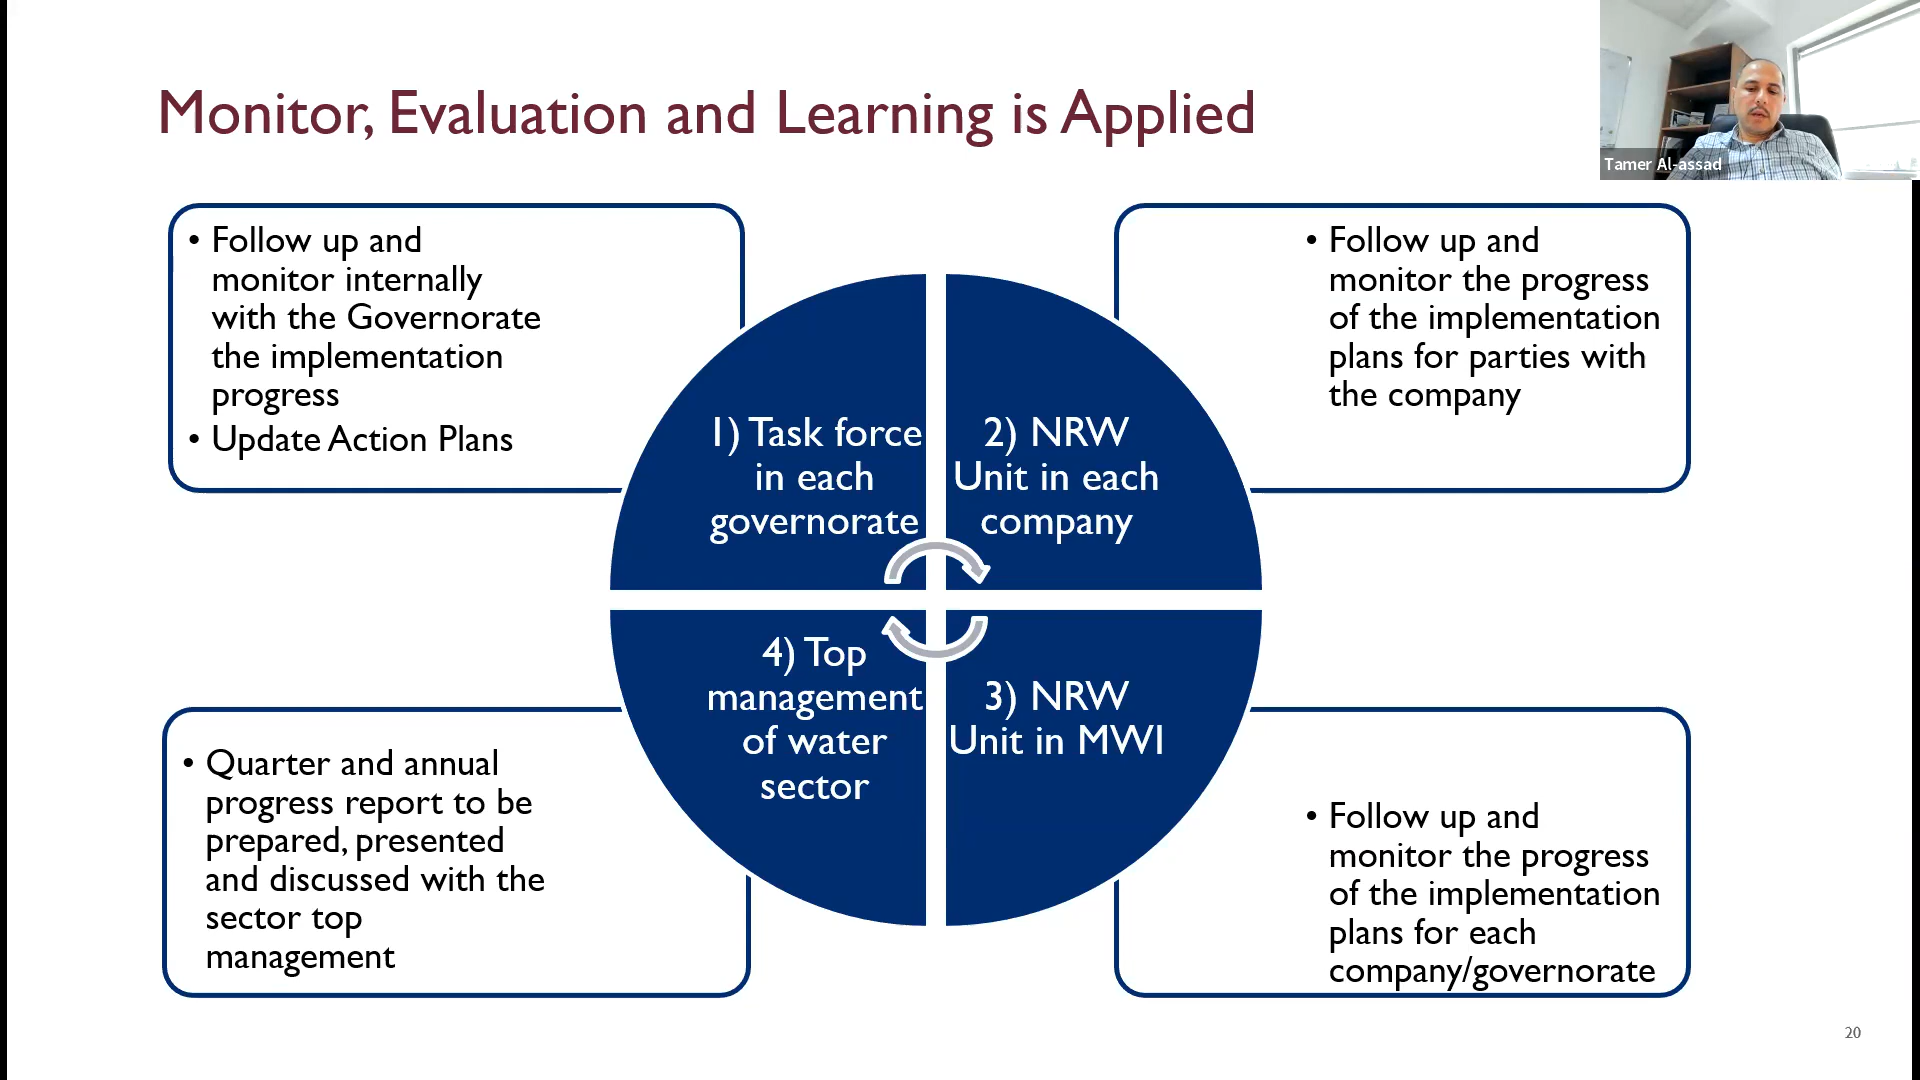 Monitor, Evaluation and Learning is Applied
Tamer Al-assad
• Follow up and
monitor internally
with the Governorate
the implementation
progress
• Update Action Plans
• Follow up and
monitor the progress
of the implementation
plans for parties with
the company
1) Task force
in each
governorate
2) NRW
Unit in each
company
4) Top
management
of water
sector
3) NRW
Unit in MWI
• Quarter and annual
progress report to be
prepared, presented
and discussed with the
sector top
management
• Follow up and
monitor the progress
of the implementation
plans for each
company/governorate
20